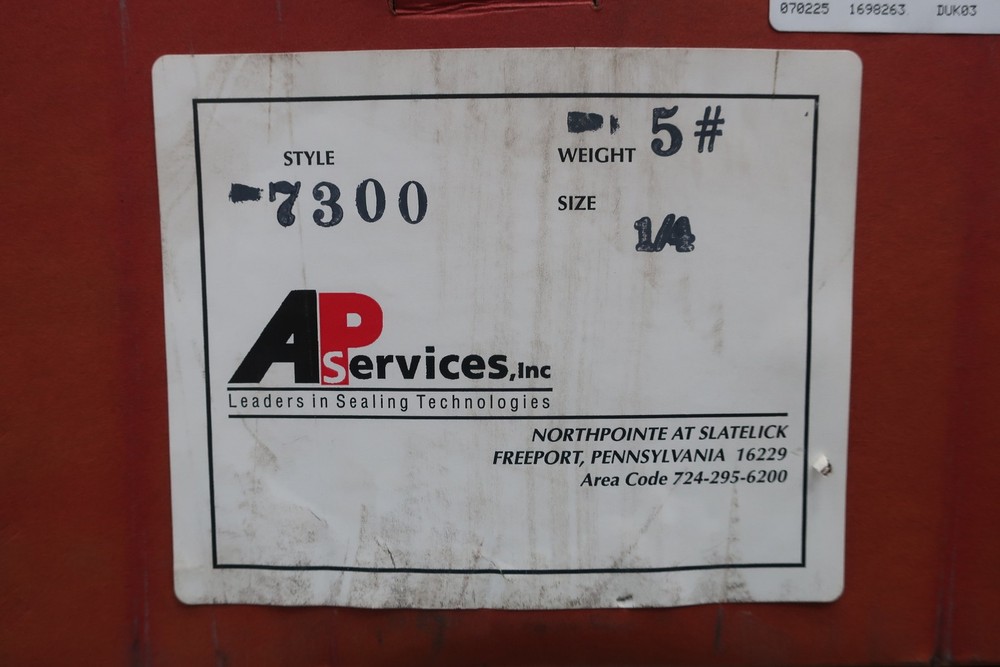 070225 1698263 DUK03
STYLE
-7300
WEIGHT 5#
SIZE
1/4
APServices,Inc
Leaders in Sealing Technologies
NORTHPOINTE AT SLATELICK
FREEPORT, PENNSYLVANIA 16229
Area Code 724-295-6200